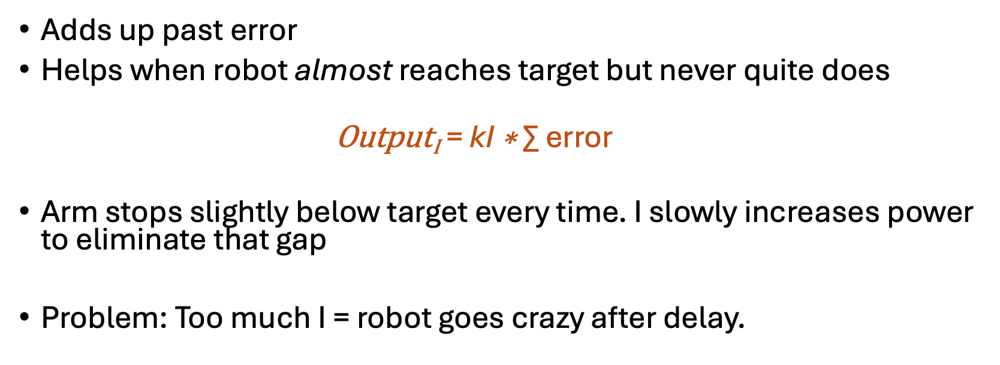 • Adds up past error
• Helps when robot almost reaches target but never quite does
Output_I = kI * ∑ error
• Arm stops slightly below target every time. I slowly increases power
to eliminate that gap
• Problem: Too much I = robot goes crazy after delay.